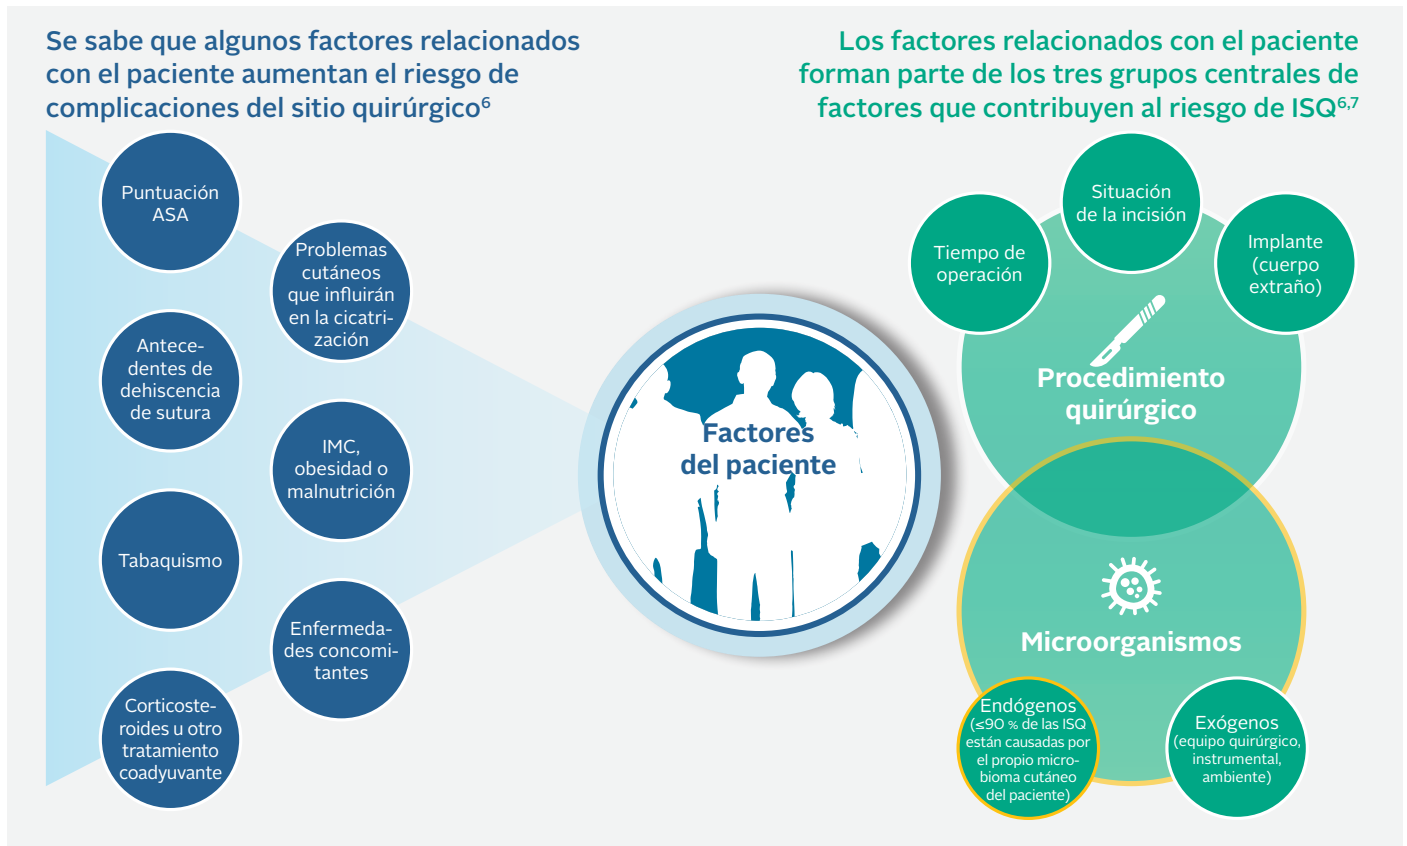 Se sabe que algunos factores relacionados
con el paciente aumentan el riesgo de
complicaciones del sitio quirúrgico⁶
Puntuación
ASA
Problemas
cutáneos
que influirán
en la cicatri-
zación
Antece-
dentes de
dehiscencia
de sutura
IMC,
obesidad o
malnutrición
Tabaquismo
Enfermeda-
des concomi-
tantes
Corticoste-
roides u otro
tratamiento
coadyuvante
Factores
del paciente
Los factores relacionados con el paciente
forman parte de los tres grupos centrales de
factores que contribuyen al riesgo de ISQ⁶,⁷
Tiempo de
operación
Situación
de la incisión
Implante
(cuerpo
extraño)
Procedimiento
quirúrgico
Microorganismos
Endógenos
(≤90 % de las ISQ
están causadas por
el propio micro-
bioma cutáneo
del paciente)
Exógenos
(equipo quirúrgico,
instrumental,
ambiente)